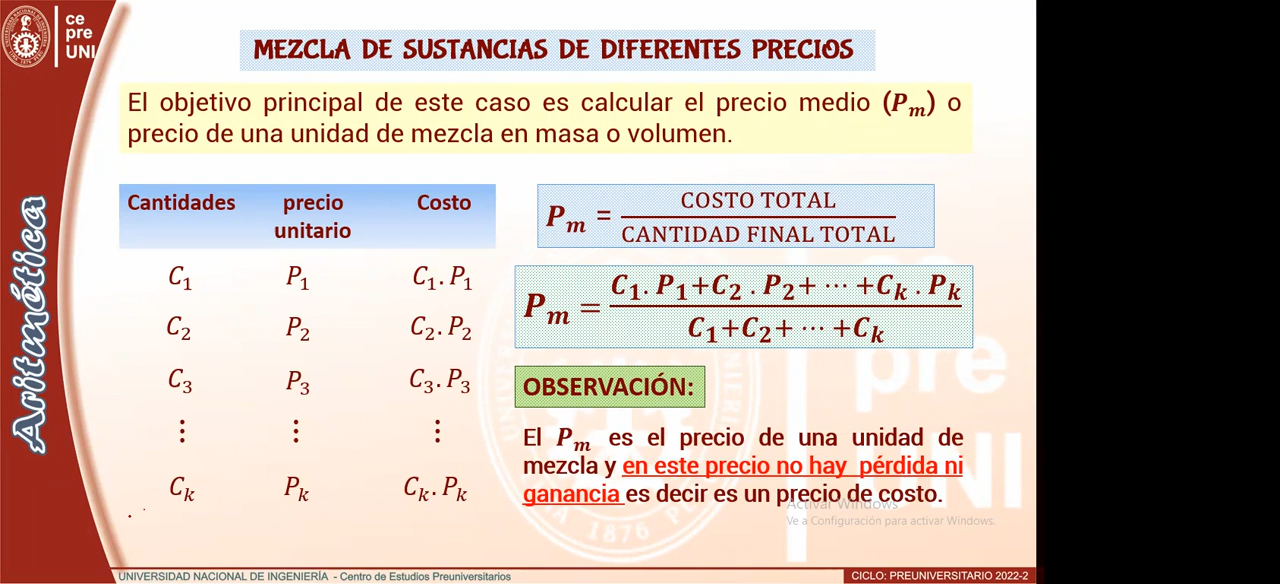 ce
pre
UNI
MEZCLA DE SUSTANCIAS DE DIFERENTES PRECIOS
El objetivo principal de este caso es calcular el precio medio (Pₘ) o
precio de una unidad de mezcla en masa o volumen.
Aritmética
Cantidades precio unitario Costo
C₁ P₁ C₁. P₁
C₂ P₂ C₂. P₂
C₃ P₃ C₃. P₃
⋮ ⋮ ⋮
Cₖ Pₖ Cₖ. Pₖ
Pₘ = COSTO TOTAL / CANTIDAD FINAL TOTAL
Pₘ = C₁. P₁+C₂ . P₂+ ⋯ +Cₖ . Pₖ / C₁+C₂+ ⋯ +Cₖ
OBSERVACIÓN:
El Pₘ es el precio de una unidad de
mezcla y en este precio no hay pérdida ni
ganancia es decir es un precio de costo.
Activar Windows
Ve a Configuración para activar Windows.
pre
UNI
1876
UNIVERSIDAD NACIONAL DE INGENIERÍA - Centro de Estudios Preuniversitarios
CICLO: PREUNIVERSITARIO 2022-2